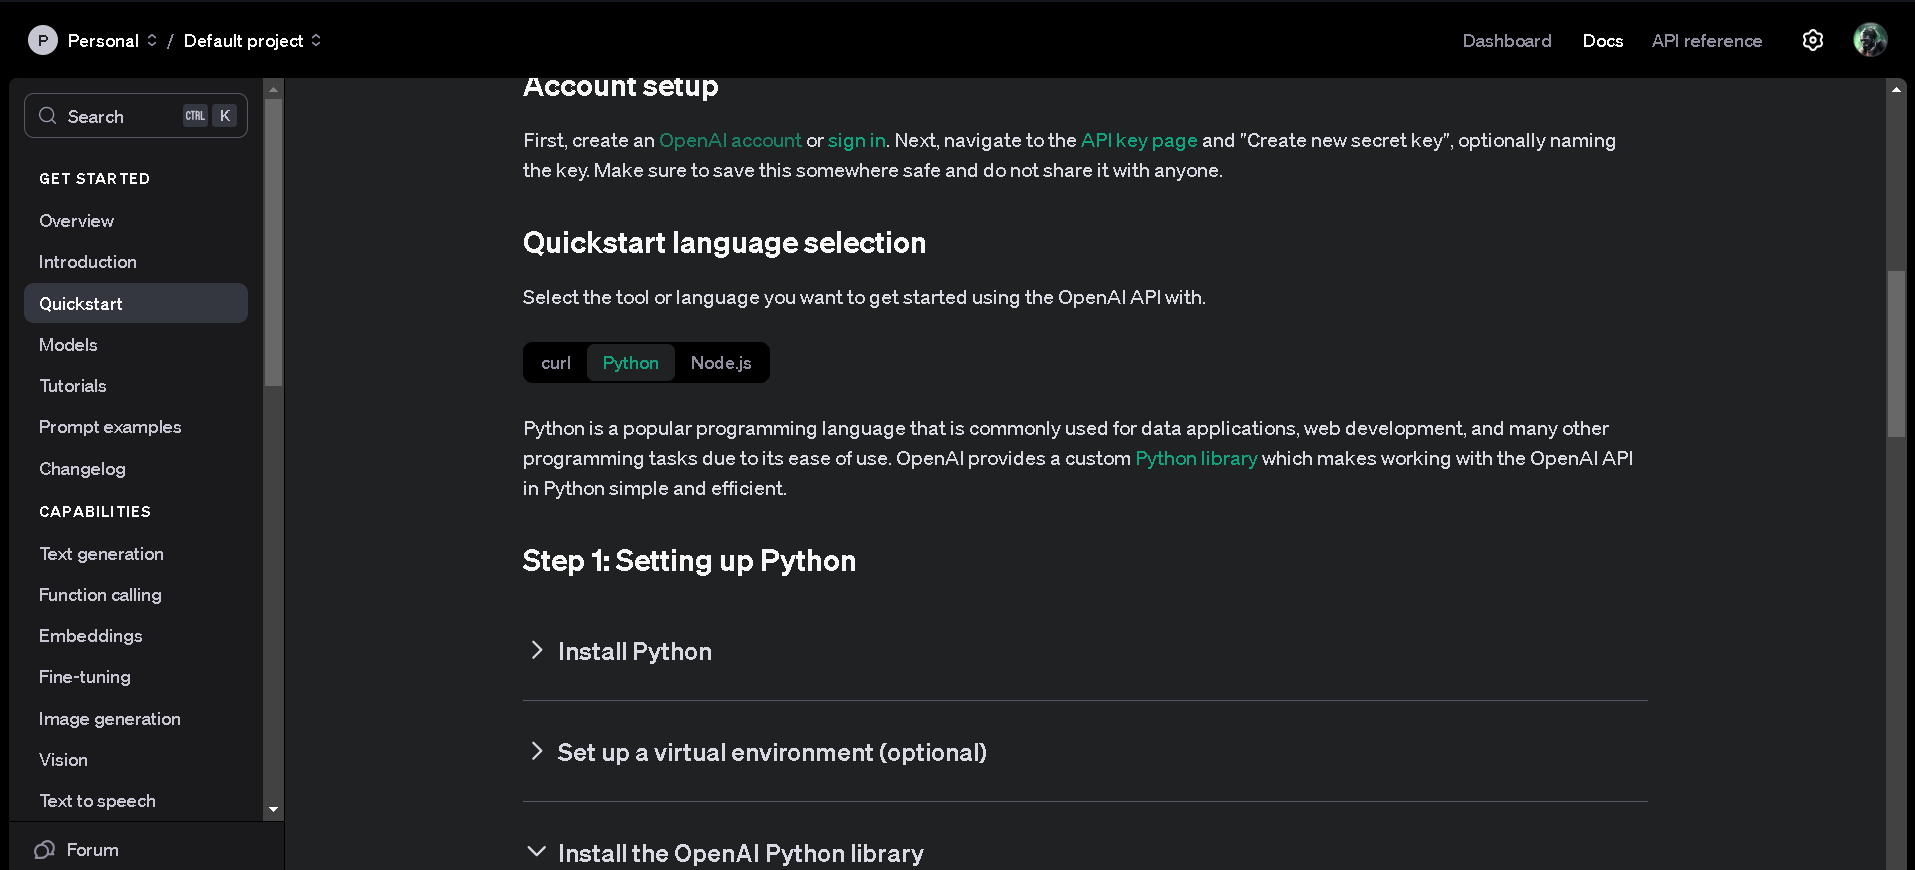 P Personal / Default project
Dashboard Docs API reference
Search CTRL K
GET STARTED
Overview
Introduction
Quickstart
Models
Tutorials
Prompt examples
Changelog
CAPABILITIES
Text generation
Function calling
Embeddings
Fine-tuning
Image generation
Vision
Text to speech
Forum
Account setup
First, create an OpenAI account or sign in. Next, navigate to the API key page and "Create new secret key", optionally naming
the key. Make sure to save this somewhere safe and do not share it with anyone.
Quickstart language selection
Select the tool or language you want to get started using the OpenAI API with.
curl Python Node.js
Python is a popular programming language that is commonly used for data applications, web development, and many other
programming tasks due to its ease of use. OpenAI provides a custom Python library which makes working with the OpenAI API
in Python simple and efficient.
Step 1: Setting up Python
Install Python
Set up a virtual environment (optional)
Install the OpenAI Python library